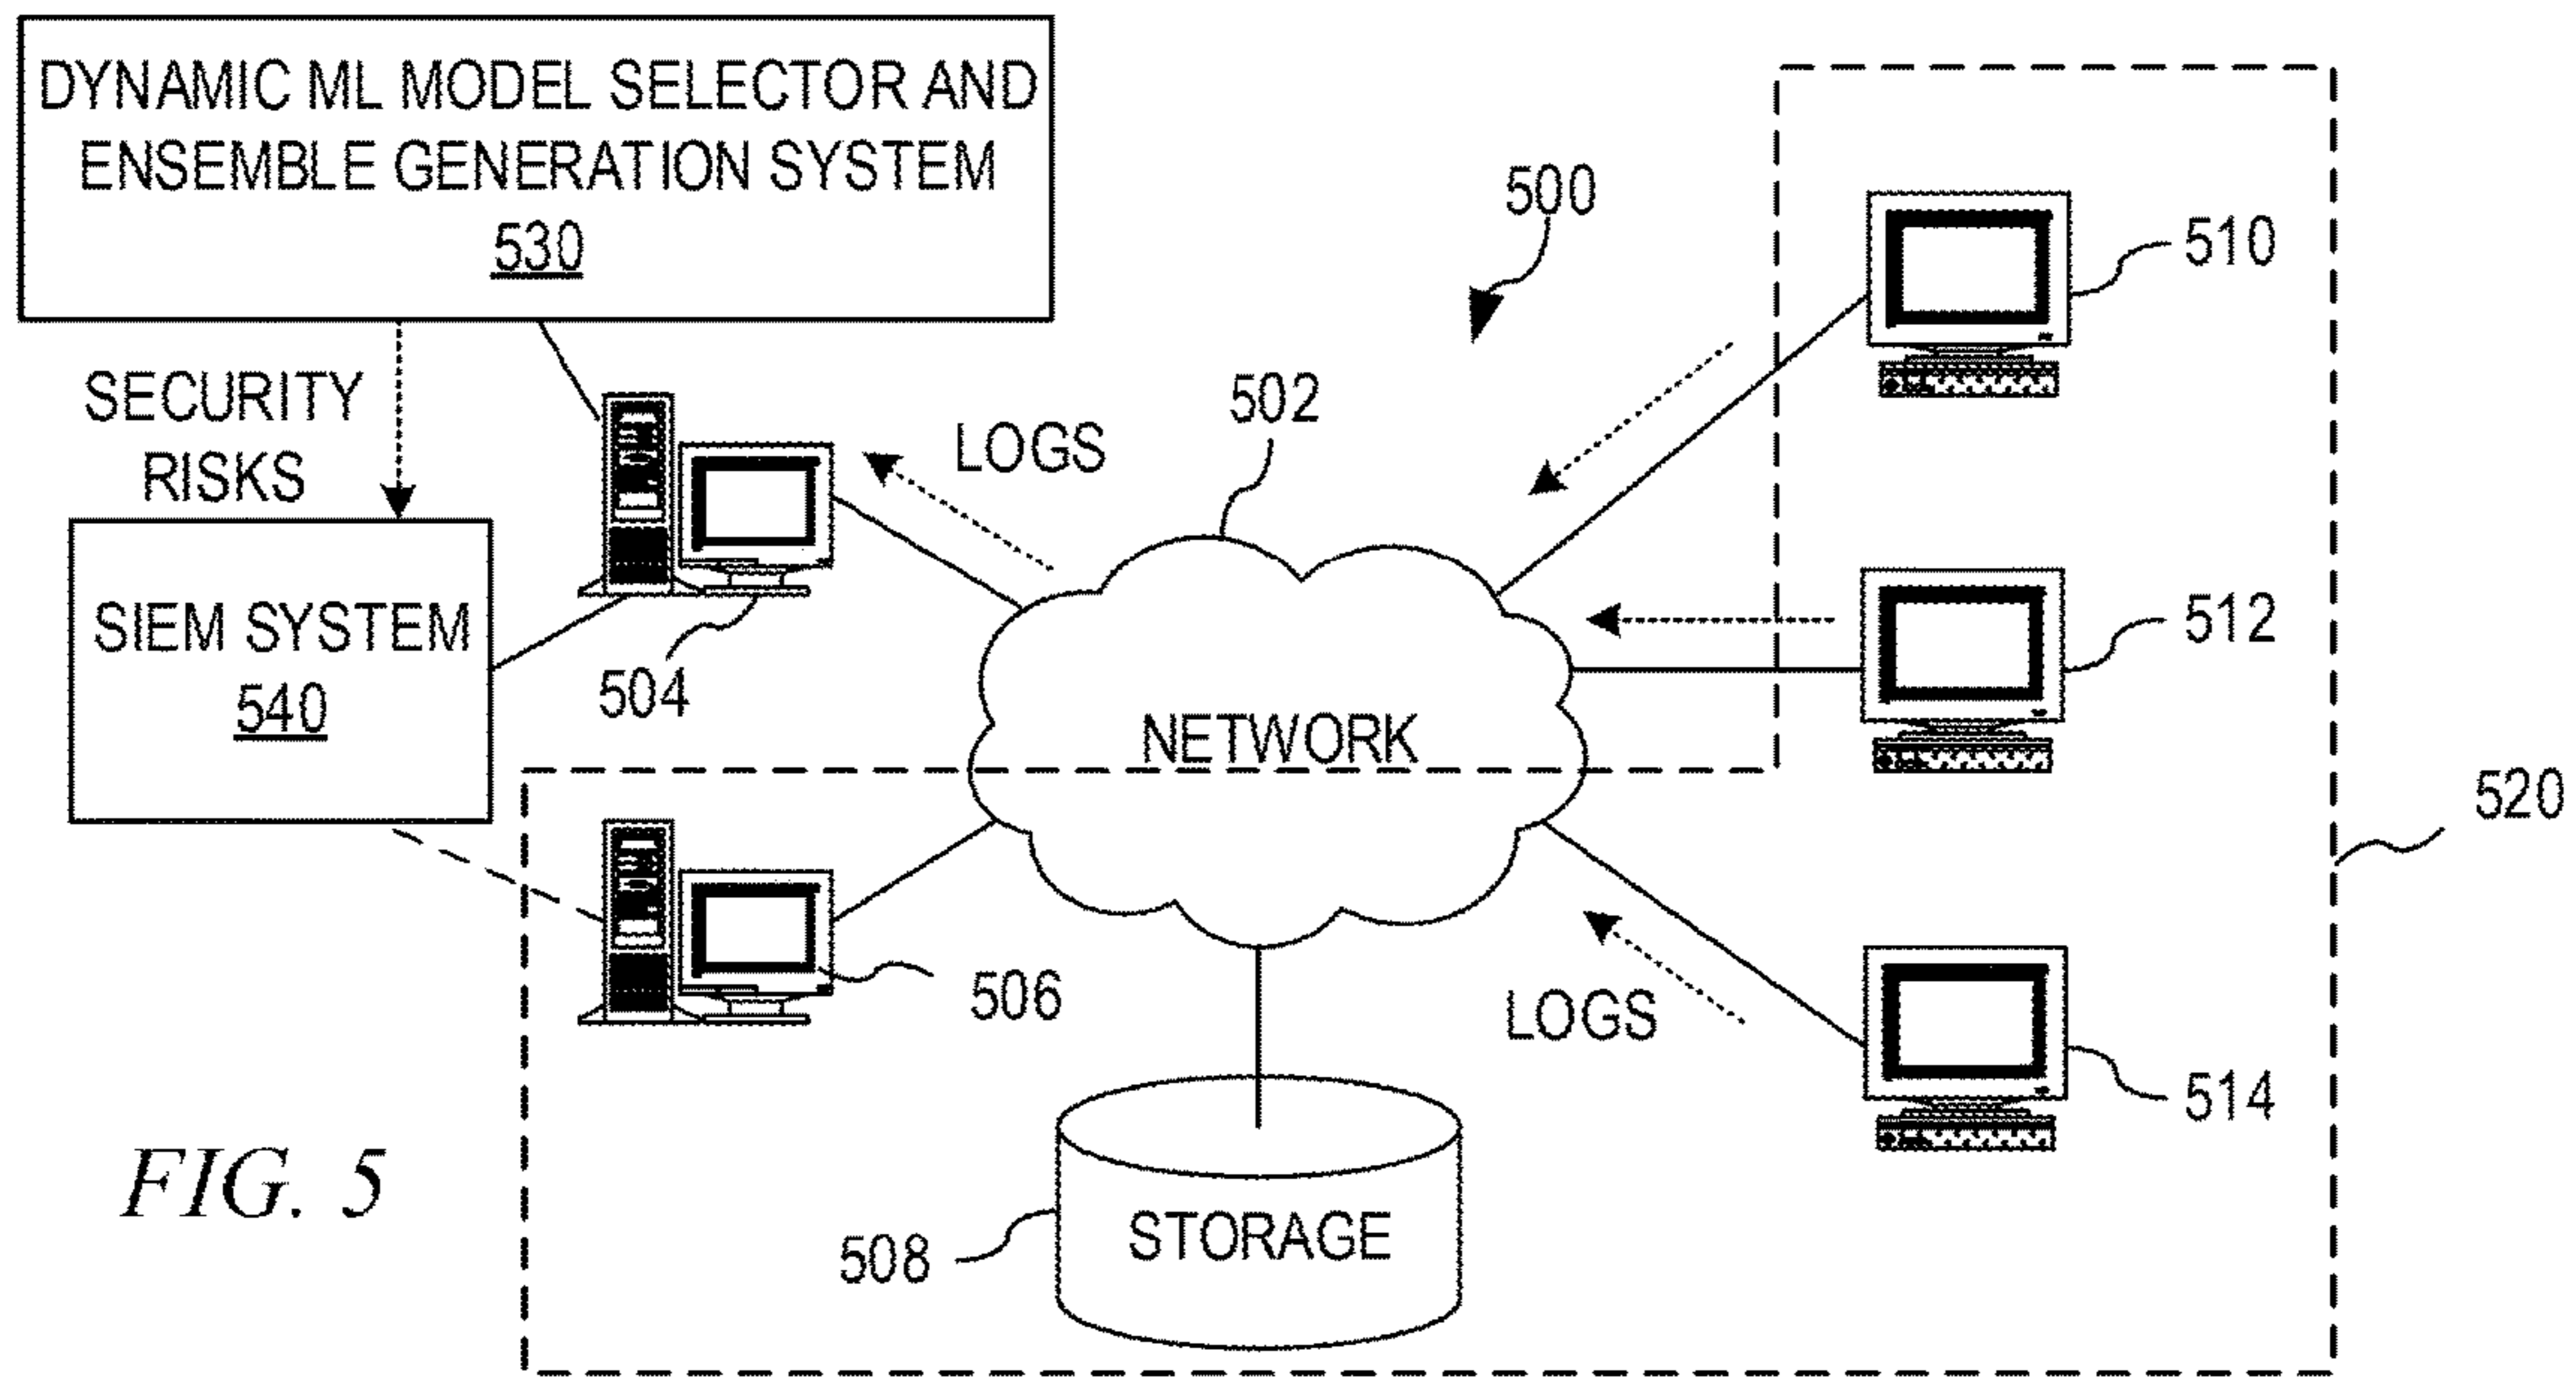 DYNAMIC ML MODEL SELECTOR AND
ENSEMBLE GENERATION SYSTEM
530
500
510
SECURITY
RISKS
502
LOGS
SIEM SYSTEM
540
504
512
NETWORK
520
506
LOGS
514
508
STORAGE
FIG. 5